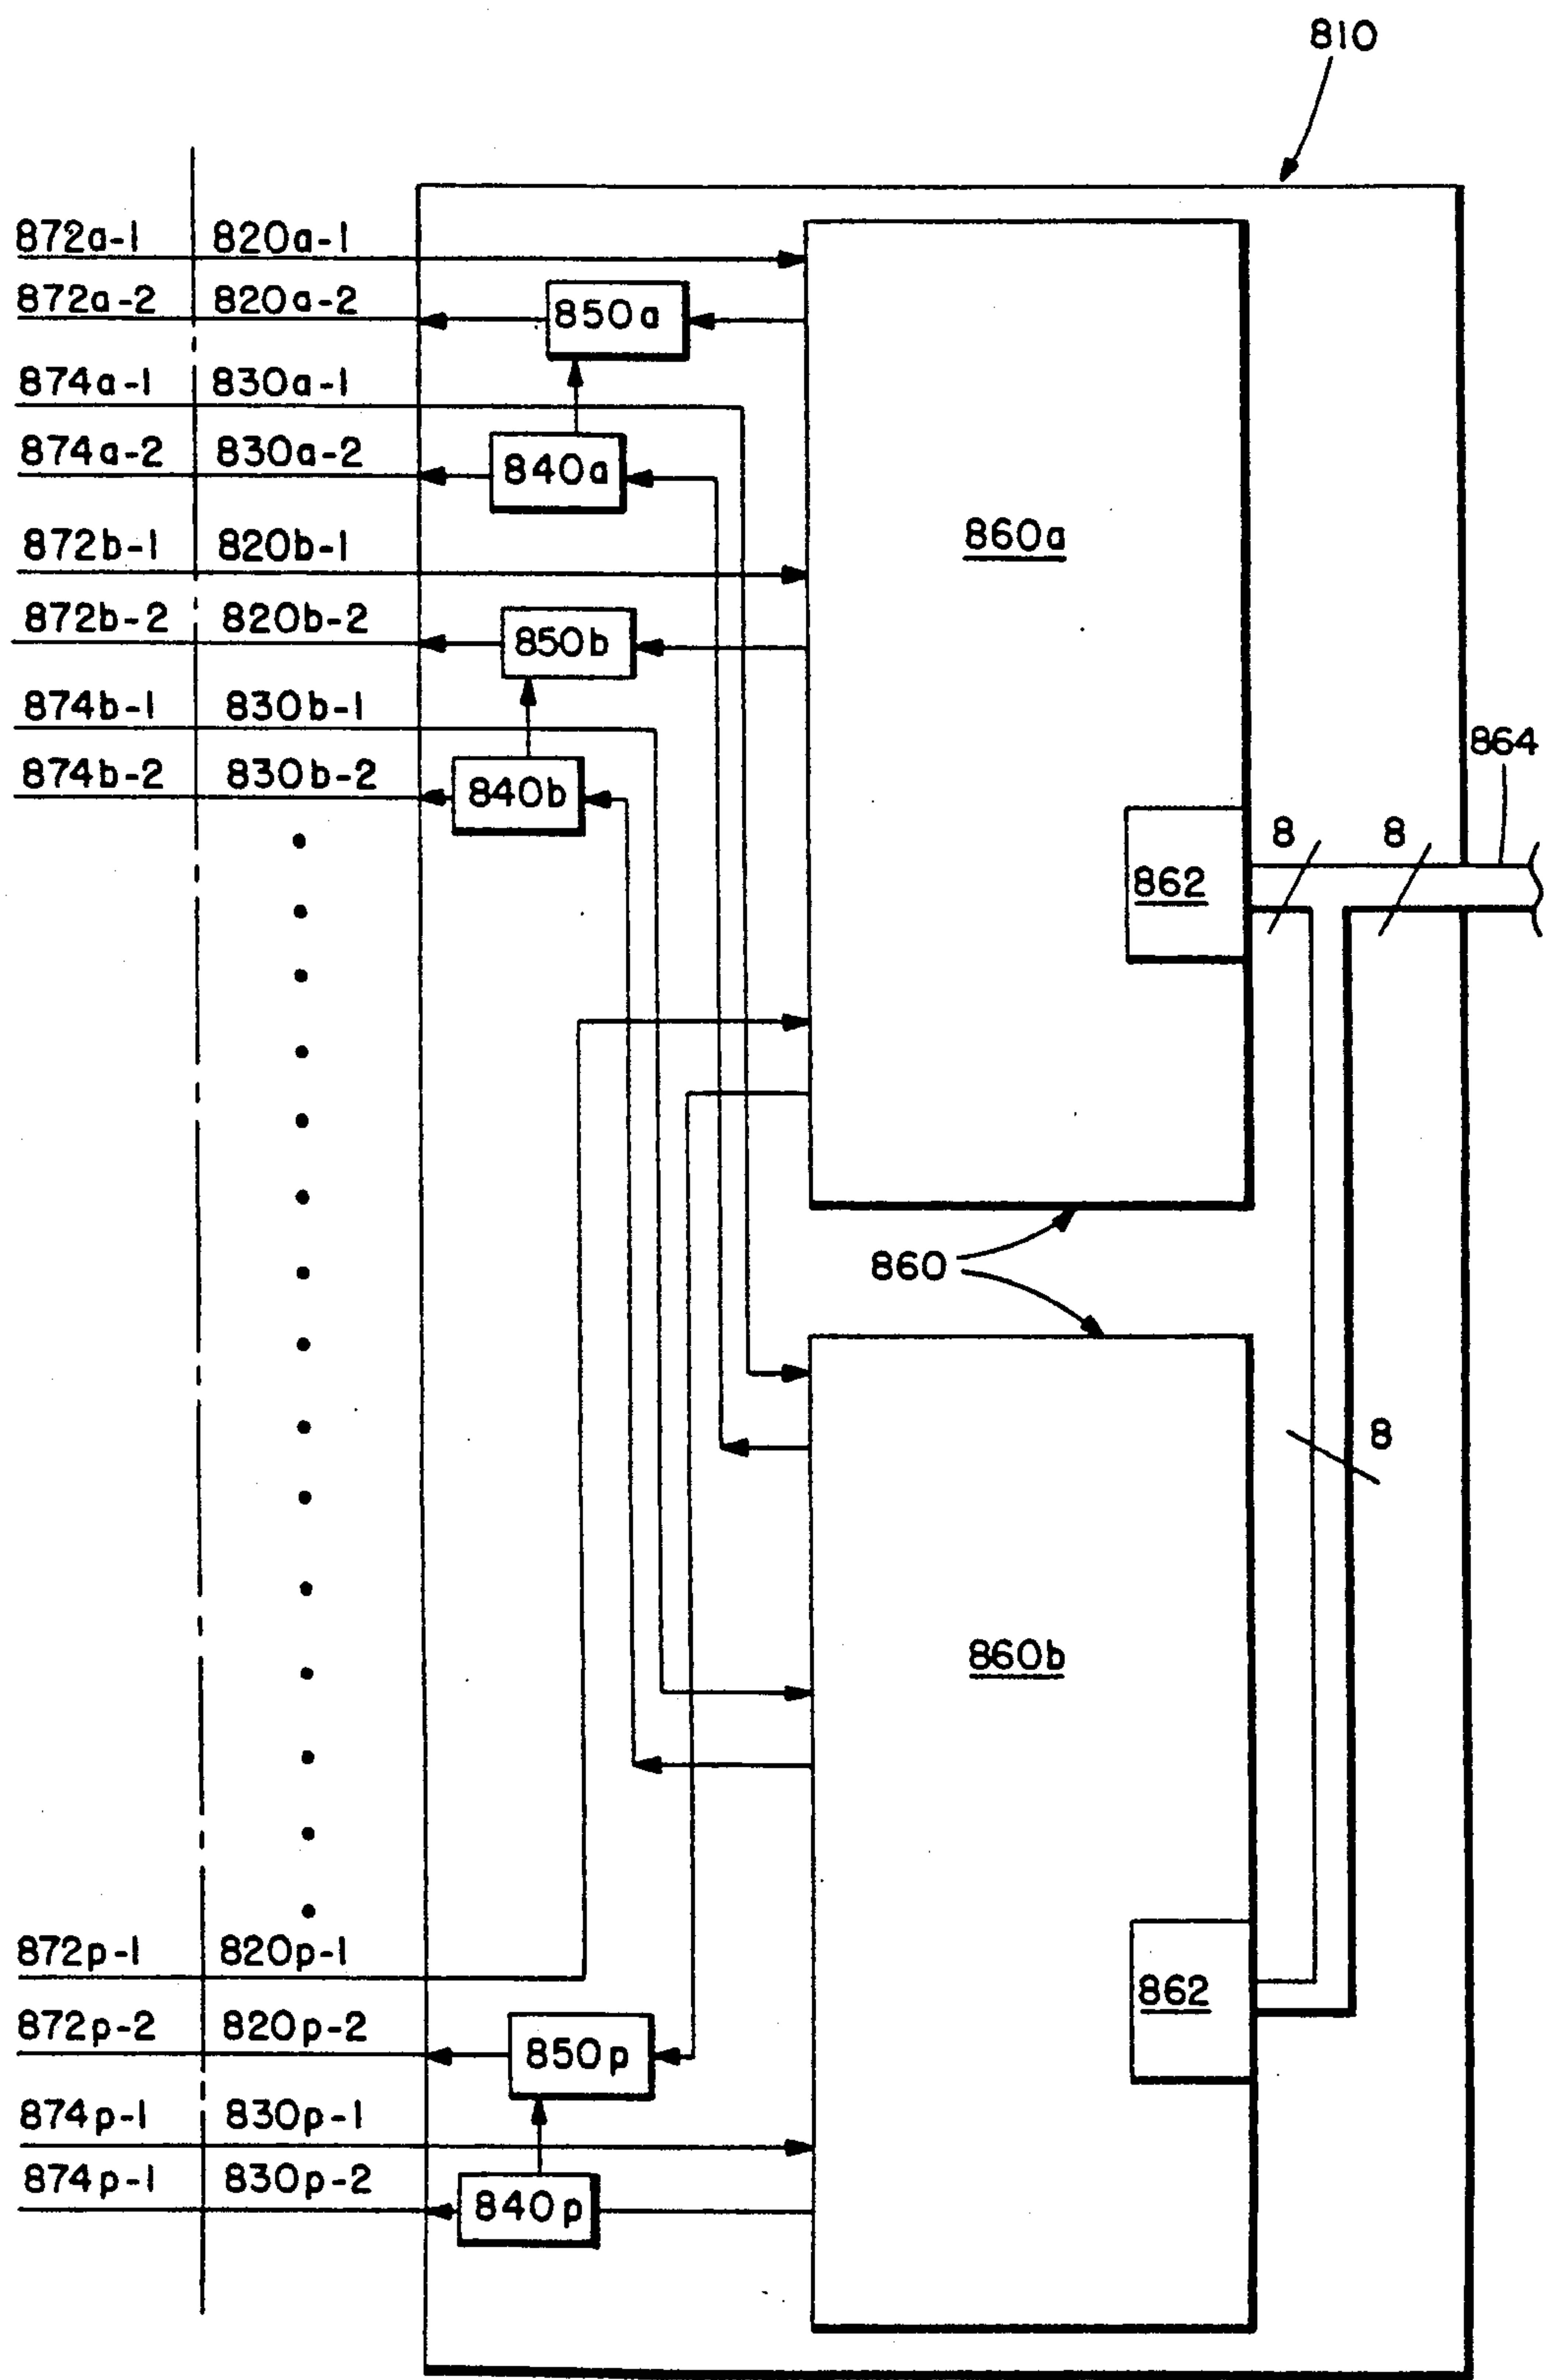 810
872a-1 820a-1
872a-2 820a-2 850a
874a-1 830a-1
874a-2 830a-2 840a
860a
872b-1 820b-1
872b-2 820b-2 850b
874b-1 830b-1
864
874b-2 830b-2 840b
8 8
862
860
8
860b
872p-1 820p-1
862
872p-2 820p-2 850p
874p-1 830p-1
874p-1 830p-2 840p